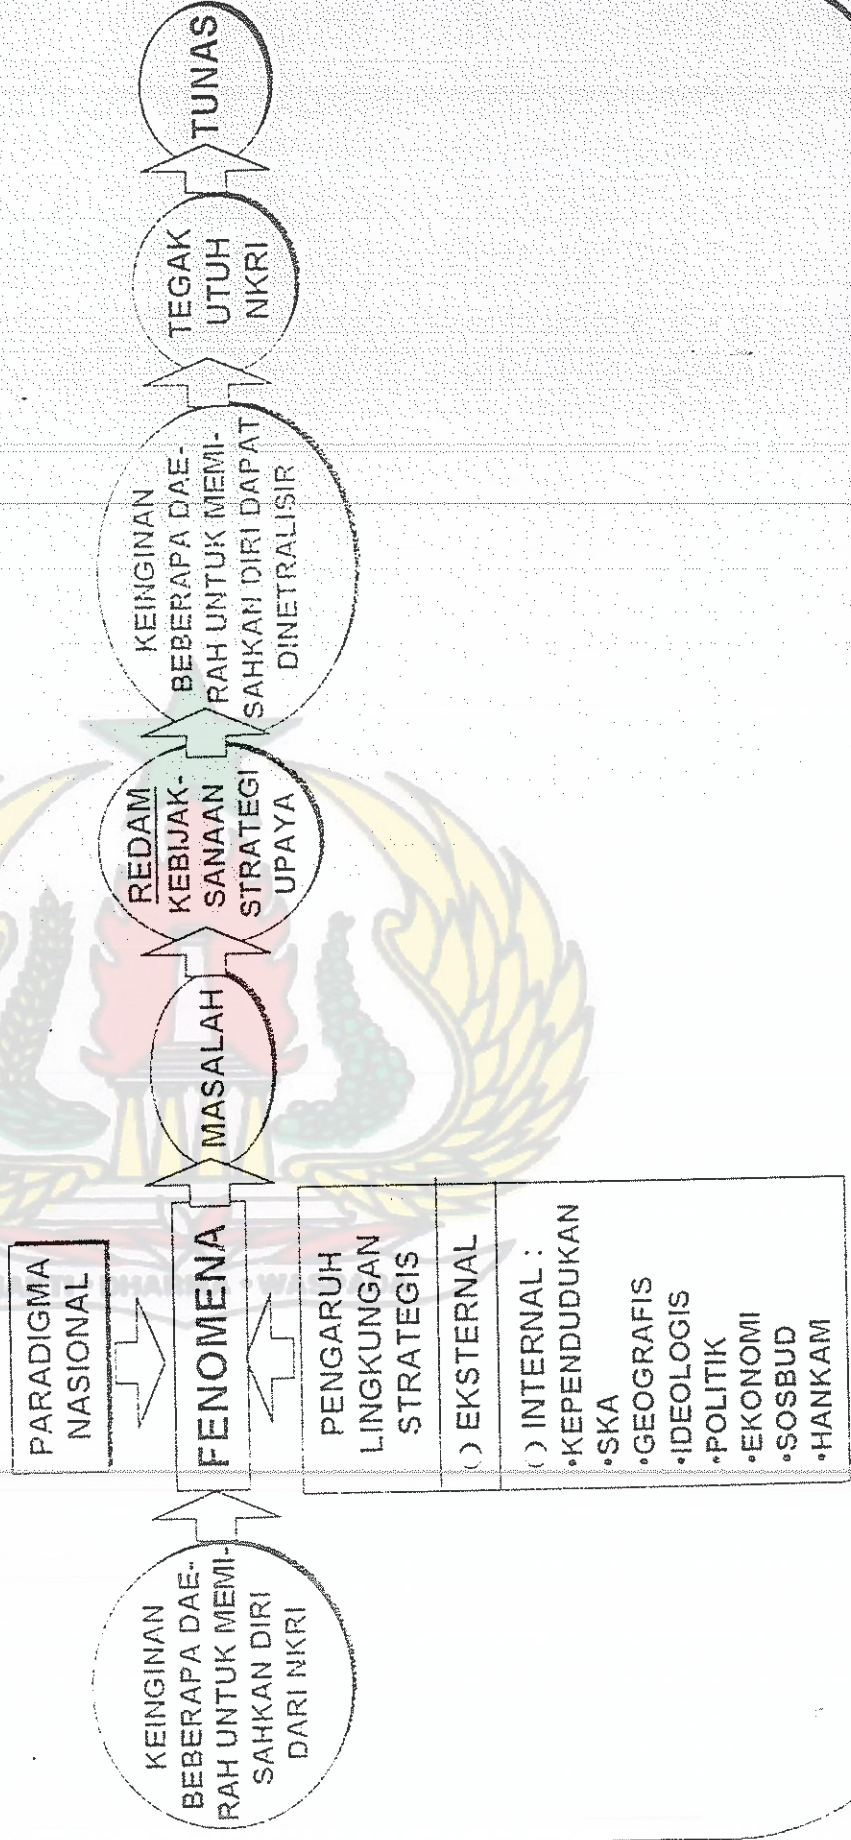 KEINGINAN
BEBERAPA DAE-
RAH UNTUK MEMI-
SAHKAN DIRI
DARI NKRI
PARADIGMA
NASIONAL
FENOMENA
PENGARUH
LINGKUNGAN
STRATEGIS
() EKSTERNAL
() INTERNAL :
•KEPENDUDUKAN
•SKA
•GEOGRAFIS
•IDEOLOGIS
•POLITIK
•EKONOMI
•SOSBUD
•HANKAM
MASALAH
REDAM
KEBIJAK-
SANAAN
STRATEGI
UPAYA
KEINGINAN
BEBERAPA DAE-
RAH UNTUK MEMI-
SAHKAN DIRI DAPAT
DINETRALISIR
TEGAK
UTUH
NKRI
TUNAS